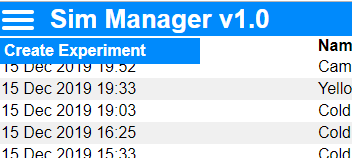 Sim Manager v1.0
Create Experiment
Nam
15 Dec 2019 19:52 Cam
15 Dec 2019 19:33 Yello
15 Dec 2019 19:03 Cold
15 Dec 2019 16:25 Cold
15 Dec 2019 15:33 Cold